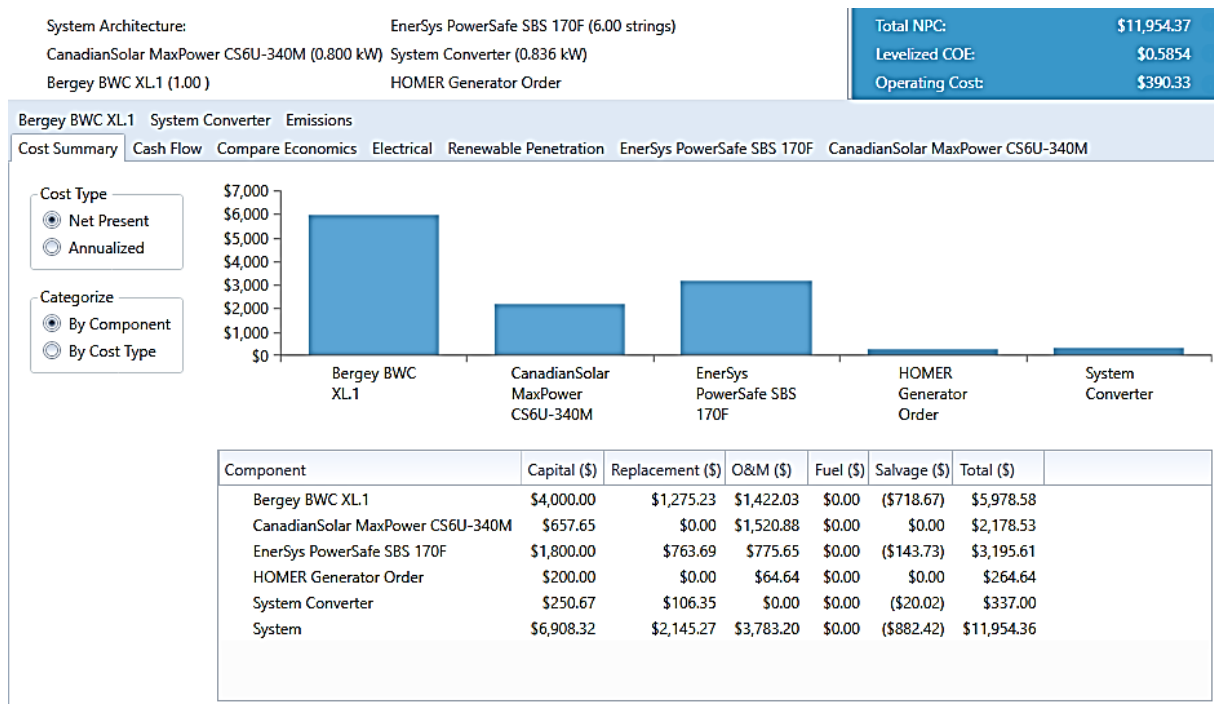 System Architecture: EnerSys PowerSafe SBS 170F (6.00 strings) Total NPC: $11,954.37
CanadianSolar MaxPower CS6U-340M (0.800 kW) System Converter (0.836 kW) Levelized COE: $0.5854
Bergey BWC XL.1 (1.00 ) HOMER Generator Order Operating Cost: $390.33
Bergey BWC XL.1 System Converter Emissions
Cost Summary Cash Flow Compare Economics Electrical Renewable Penetration EnerSys PowerSafe SBS 170F CanadianSolar MaxPower CS6U-340M
Cost Type
Net Present
Annualized
Categorize
By Component
By Cost Type
$7,000
$6,000
$5,000
$4,000
$3,000
$2,000
$1,000
$0
Bergey BWC
XL.1
CanadianSolar
MaxPower
CS6U-340M
EnerSys
PowerSafe SBS
170F
HOMER
Generator
Order
System
Converter
Component Capital ($) Replacement ($) O&M ($) Fuel ($) Salvage ($) Total ($)
Bergey BWC XL.1 $4,000.00 $1,275.23 $1,422.03 $0.00 ($718.67) $5,978.58
CanadianSolar MaxPower CS6U-340M $657.65 $0.00 $1,520.88 $0.00 $0.00 $2,178.53
EnerSys PowerSafe SBS 170F $1,800.00 $763.69 $775.65 $0.00 ($143.73) $3,195.61
HOMER Generator Order $200.00 $0.00 $64.64 $0.00 $0.00 $264.64
System Converter $250.67 $106.35 $0.00 $0.00 ($20.02) $337.00
System $6,908.32 $2,145.27 $3,783.20 $0.00 ($882.42) $11,954.36